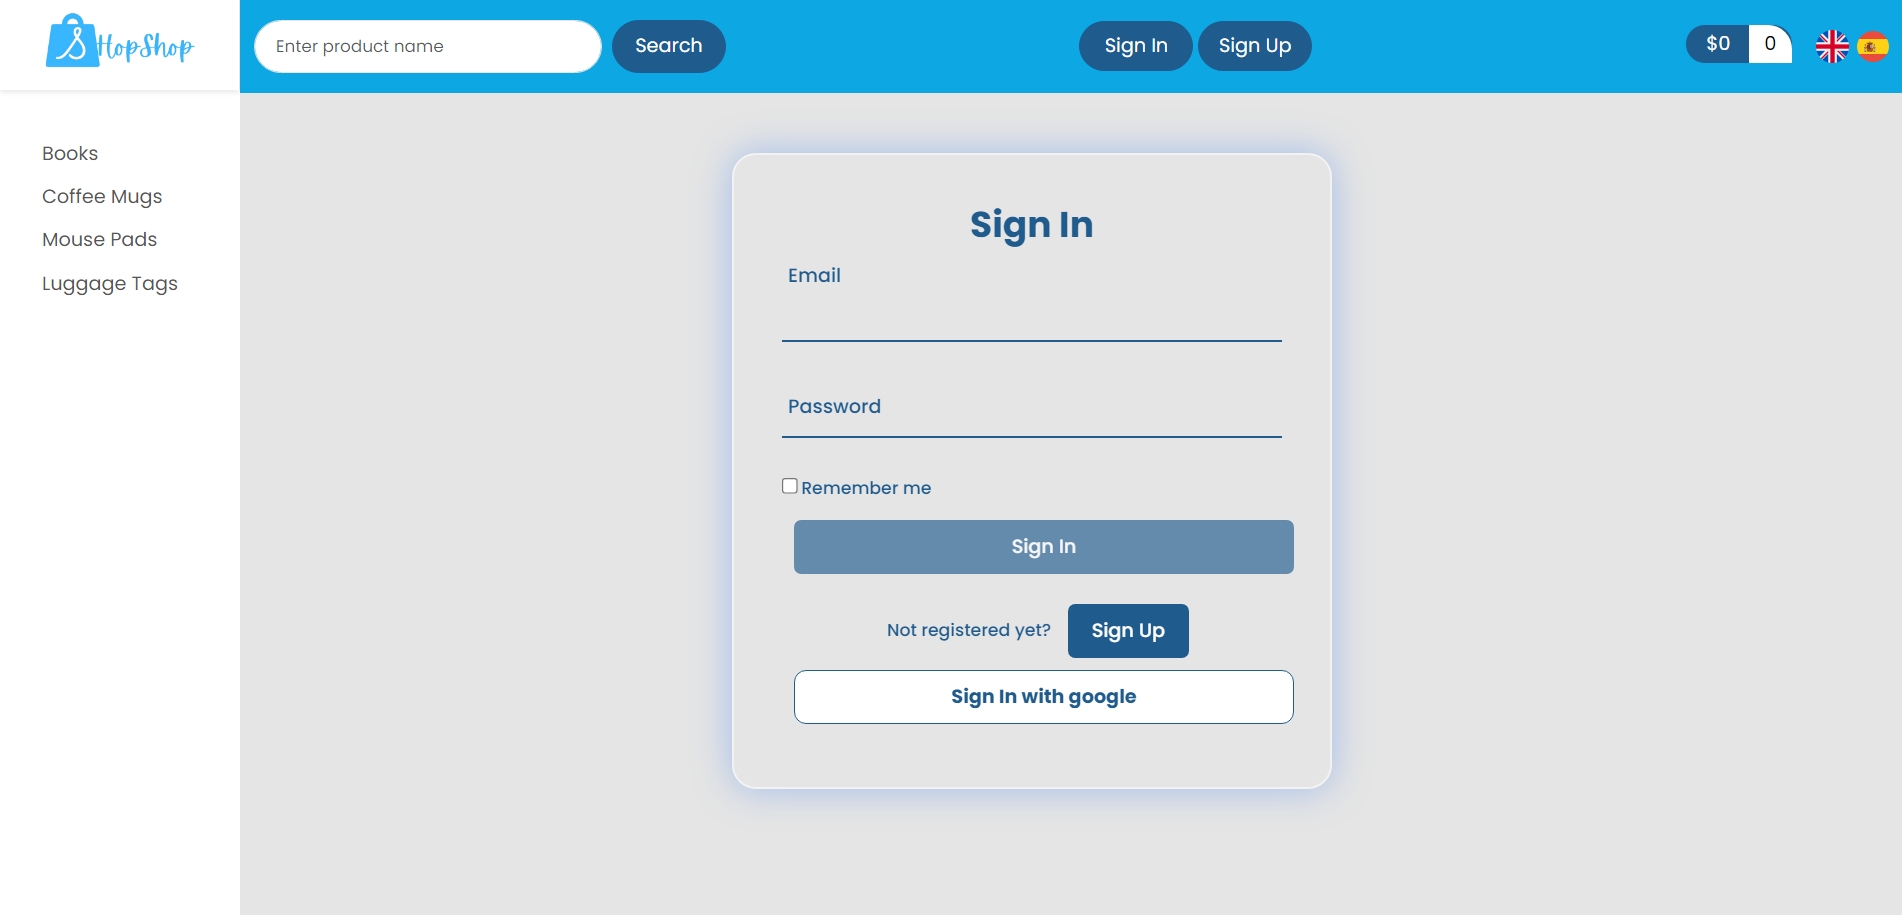 S HopShop
Enter product name
Search
Sign In
Sign Up
$0
0
Books
Coffee Mugs
Mouse Pads
Luggage Tags
Sign In
Email
Password
Remember me
Sign In
Not registered yet?
Sign Up
Sign In with google